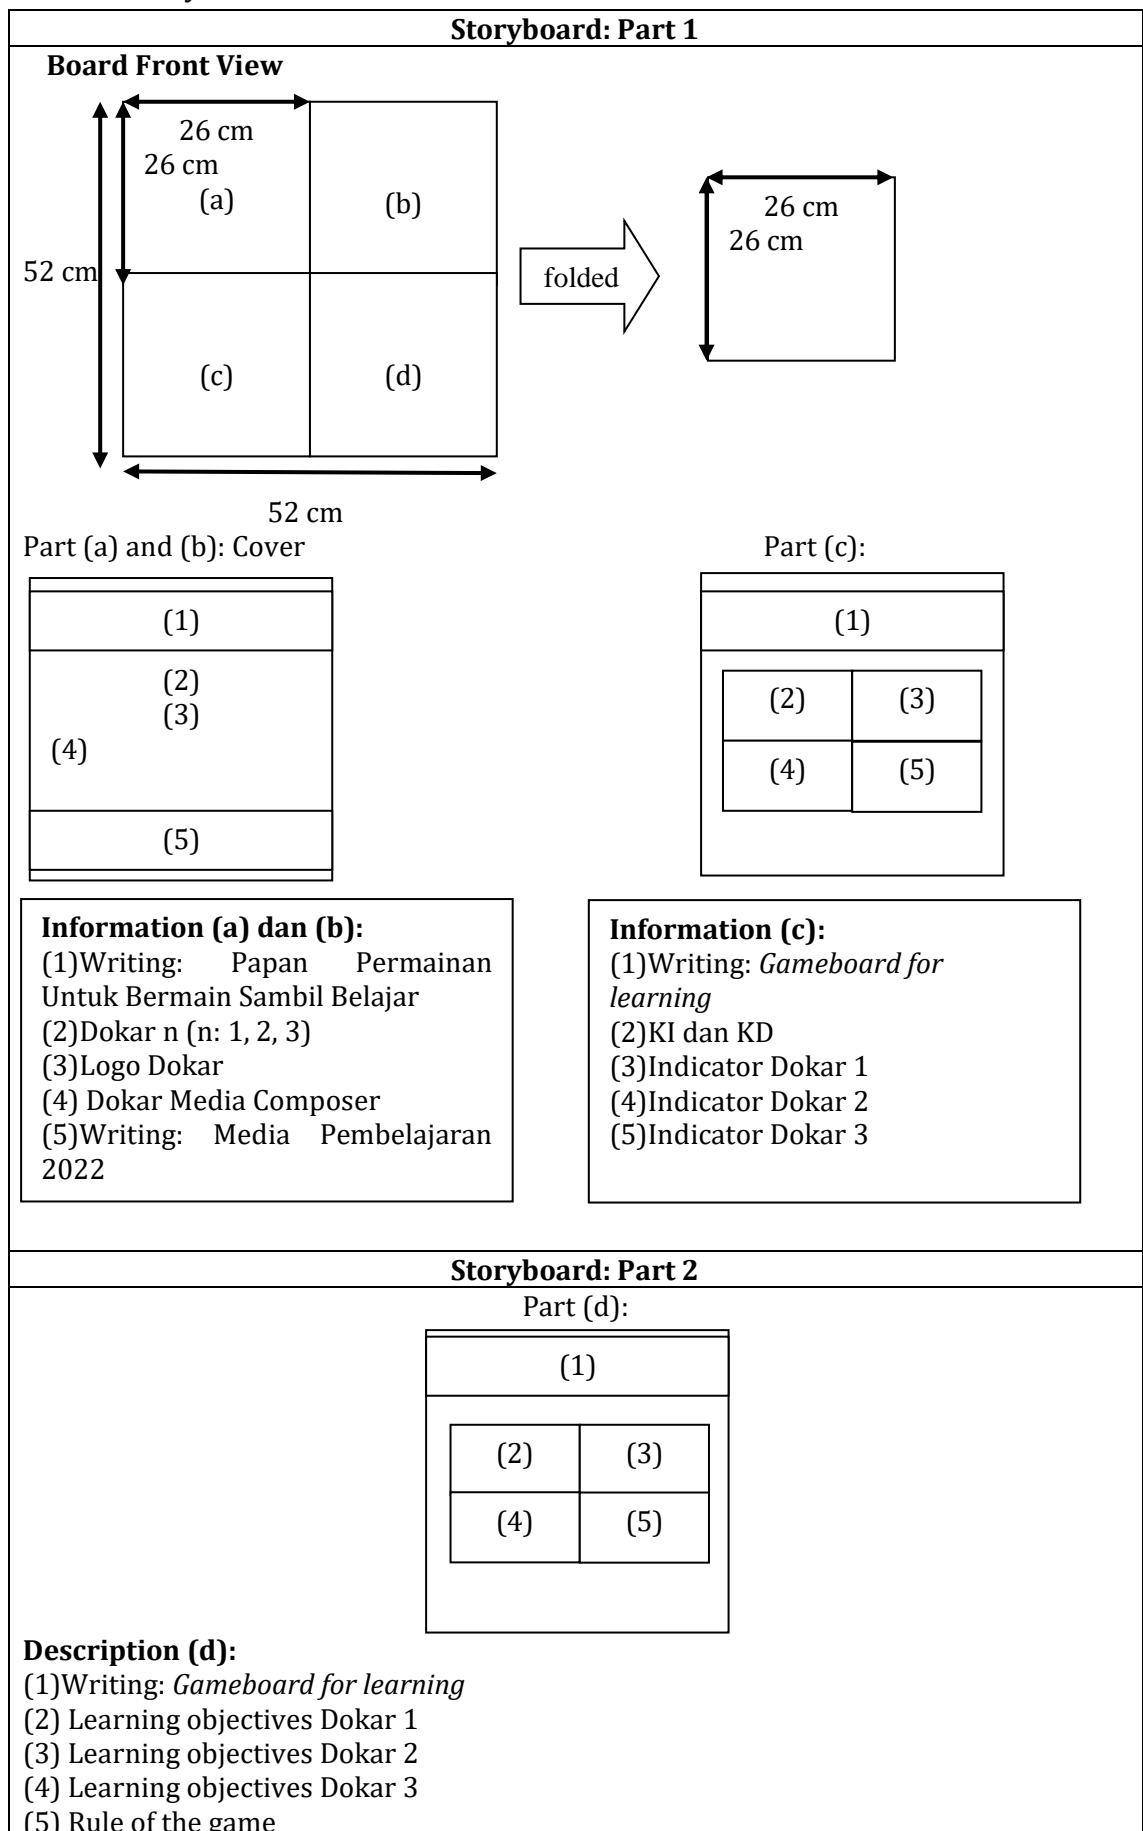 Storyboard: Part 1
Board Front View
26 cm
26 cm
(a)
(b)
52 cm
(c)
(d)
52 cm
folded
26 cm
26 cm
Part (a) and (b): Cover
(1)
(2)
(3)
(4)
(5)
Part (c):
(1)
(2)
(3)
(4)
(5)
Information (a) dan (b):
(1)Writing: Papan Permainan
Untuk Bermain Sambil Belajar
(2)Dokar n (n: 1, 2, 3)
(3)Logo Dokar
(4) Dokar Media Composer
(5)Writing: Media Pembelajaran
2022
Information (c):
(1)Writing: Gameboard for
learning
(2)KI dan KD
(3)Indicator Dokar 1
(4)Indicator Dokar 2
(5)Indicator Dokar 3
Storyboard: Part 2
Part (d):
(1)
(2)
(3)
(4)
(5)
Description (d):
(1)Writing: Gameboard for learning
(2) Learning objectives Dokar 1
(3) Learning objectives Dokar 2
(4) Learning objectives Dokar 3
(5) Rule of the game